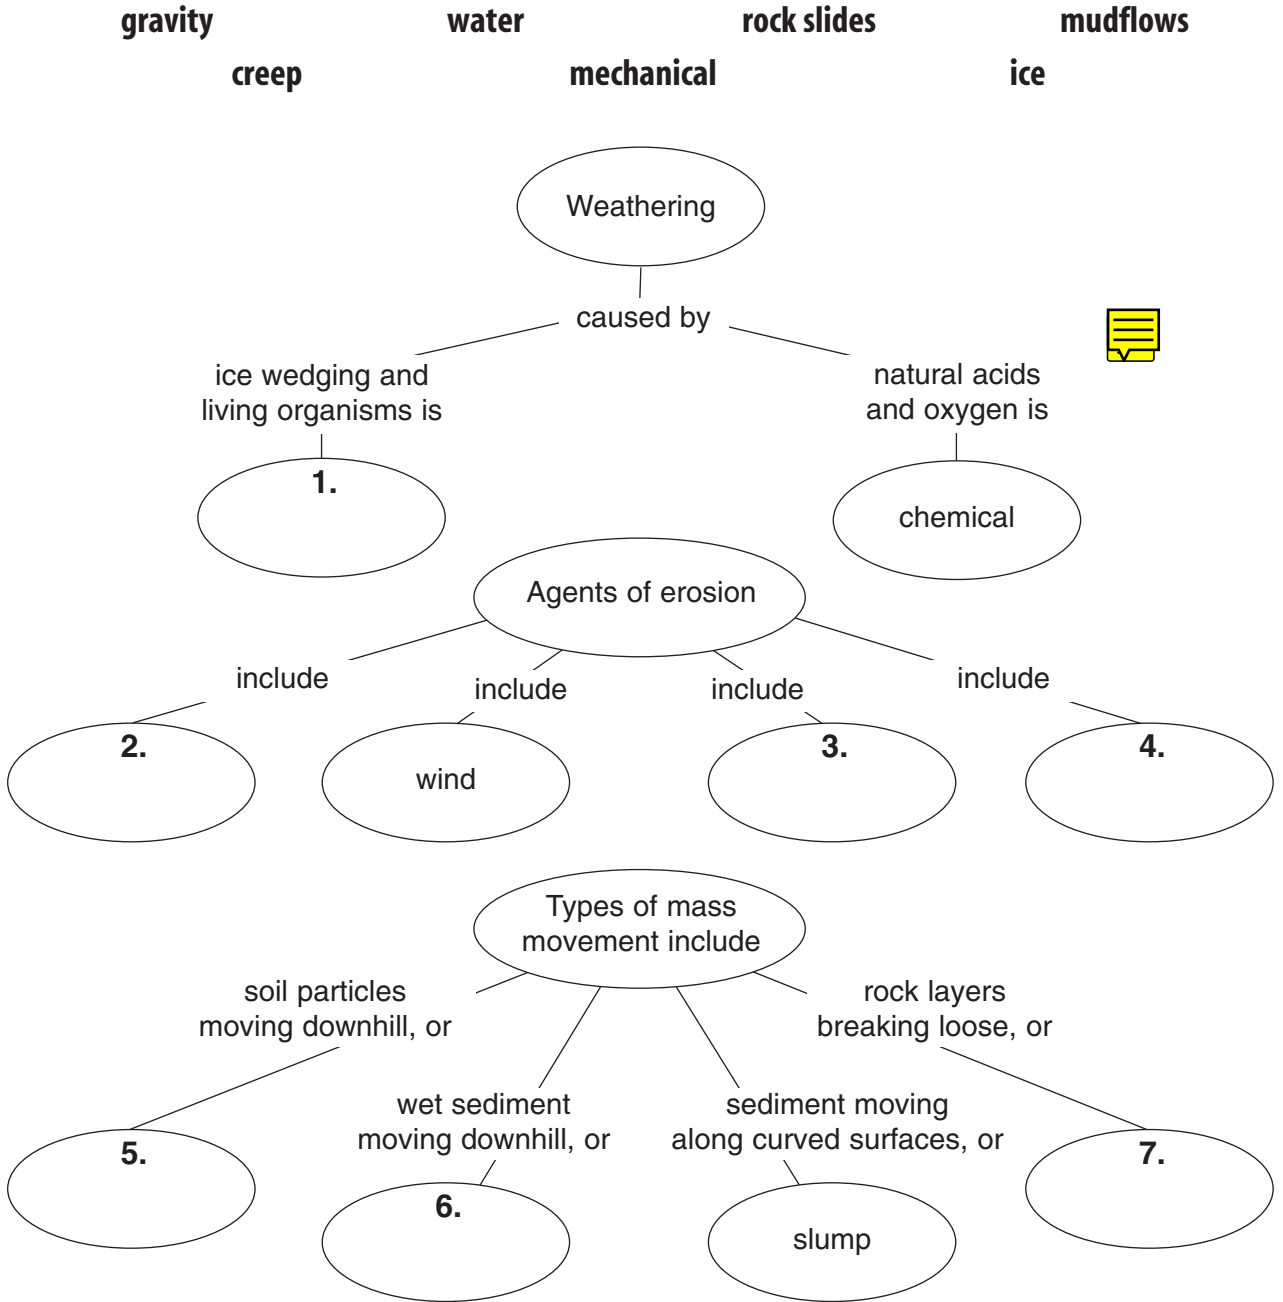 gravity water rock slides mudflows
creep mechanical ice
Weathering
caused by
ice wedging and
living organisms is
natural acids
and oxygen is
1.
chemical
Agents of erosion
include
include
include
include
2.
wind
3.
4.
Types of mass
movement include
soil particles
moving downhill, or
rock layers
breaking loose, or
wet sediment
moving downhill, or
sediment moving
along curved surfaces, or
5.
6.
slump
7.